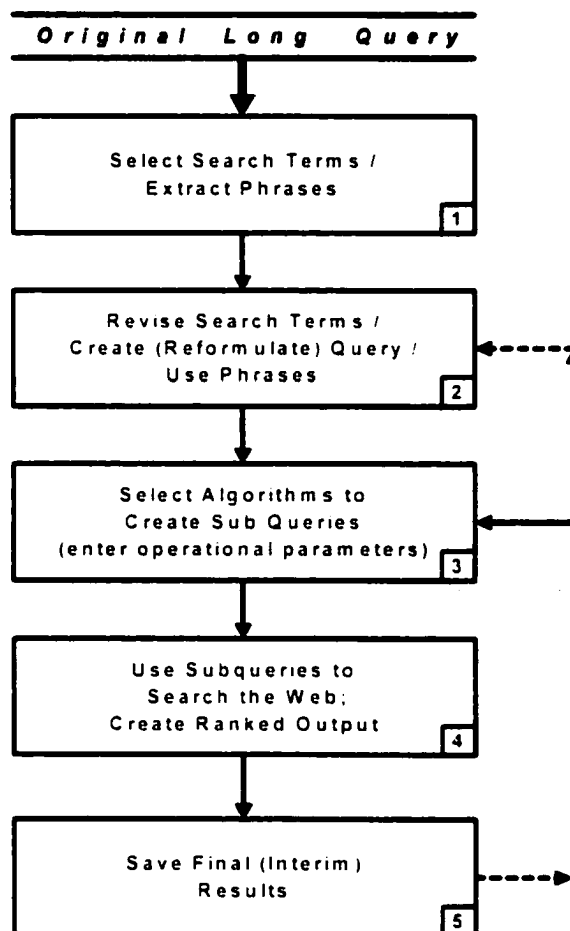 Original Long Query
Select Search Terms /
Extract Phrases
1
Revise Search Terms /
Create (Reformulate) Query /
Use Phrases
2
Select Algorithms to
Create Sub Queries
(enter operational parameters)
3
Use Subqueries to
Search the Web;
Create Ranked Output
4
Save Final (Interim)
Results
5